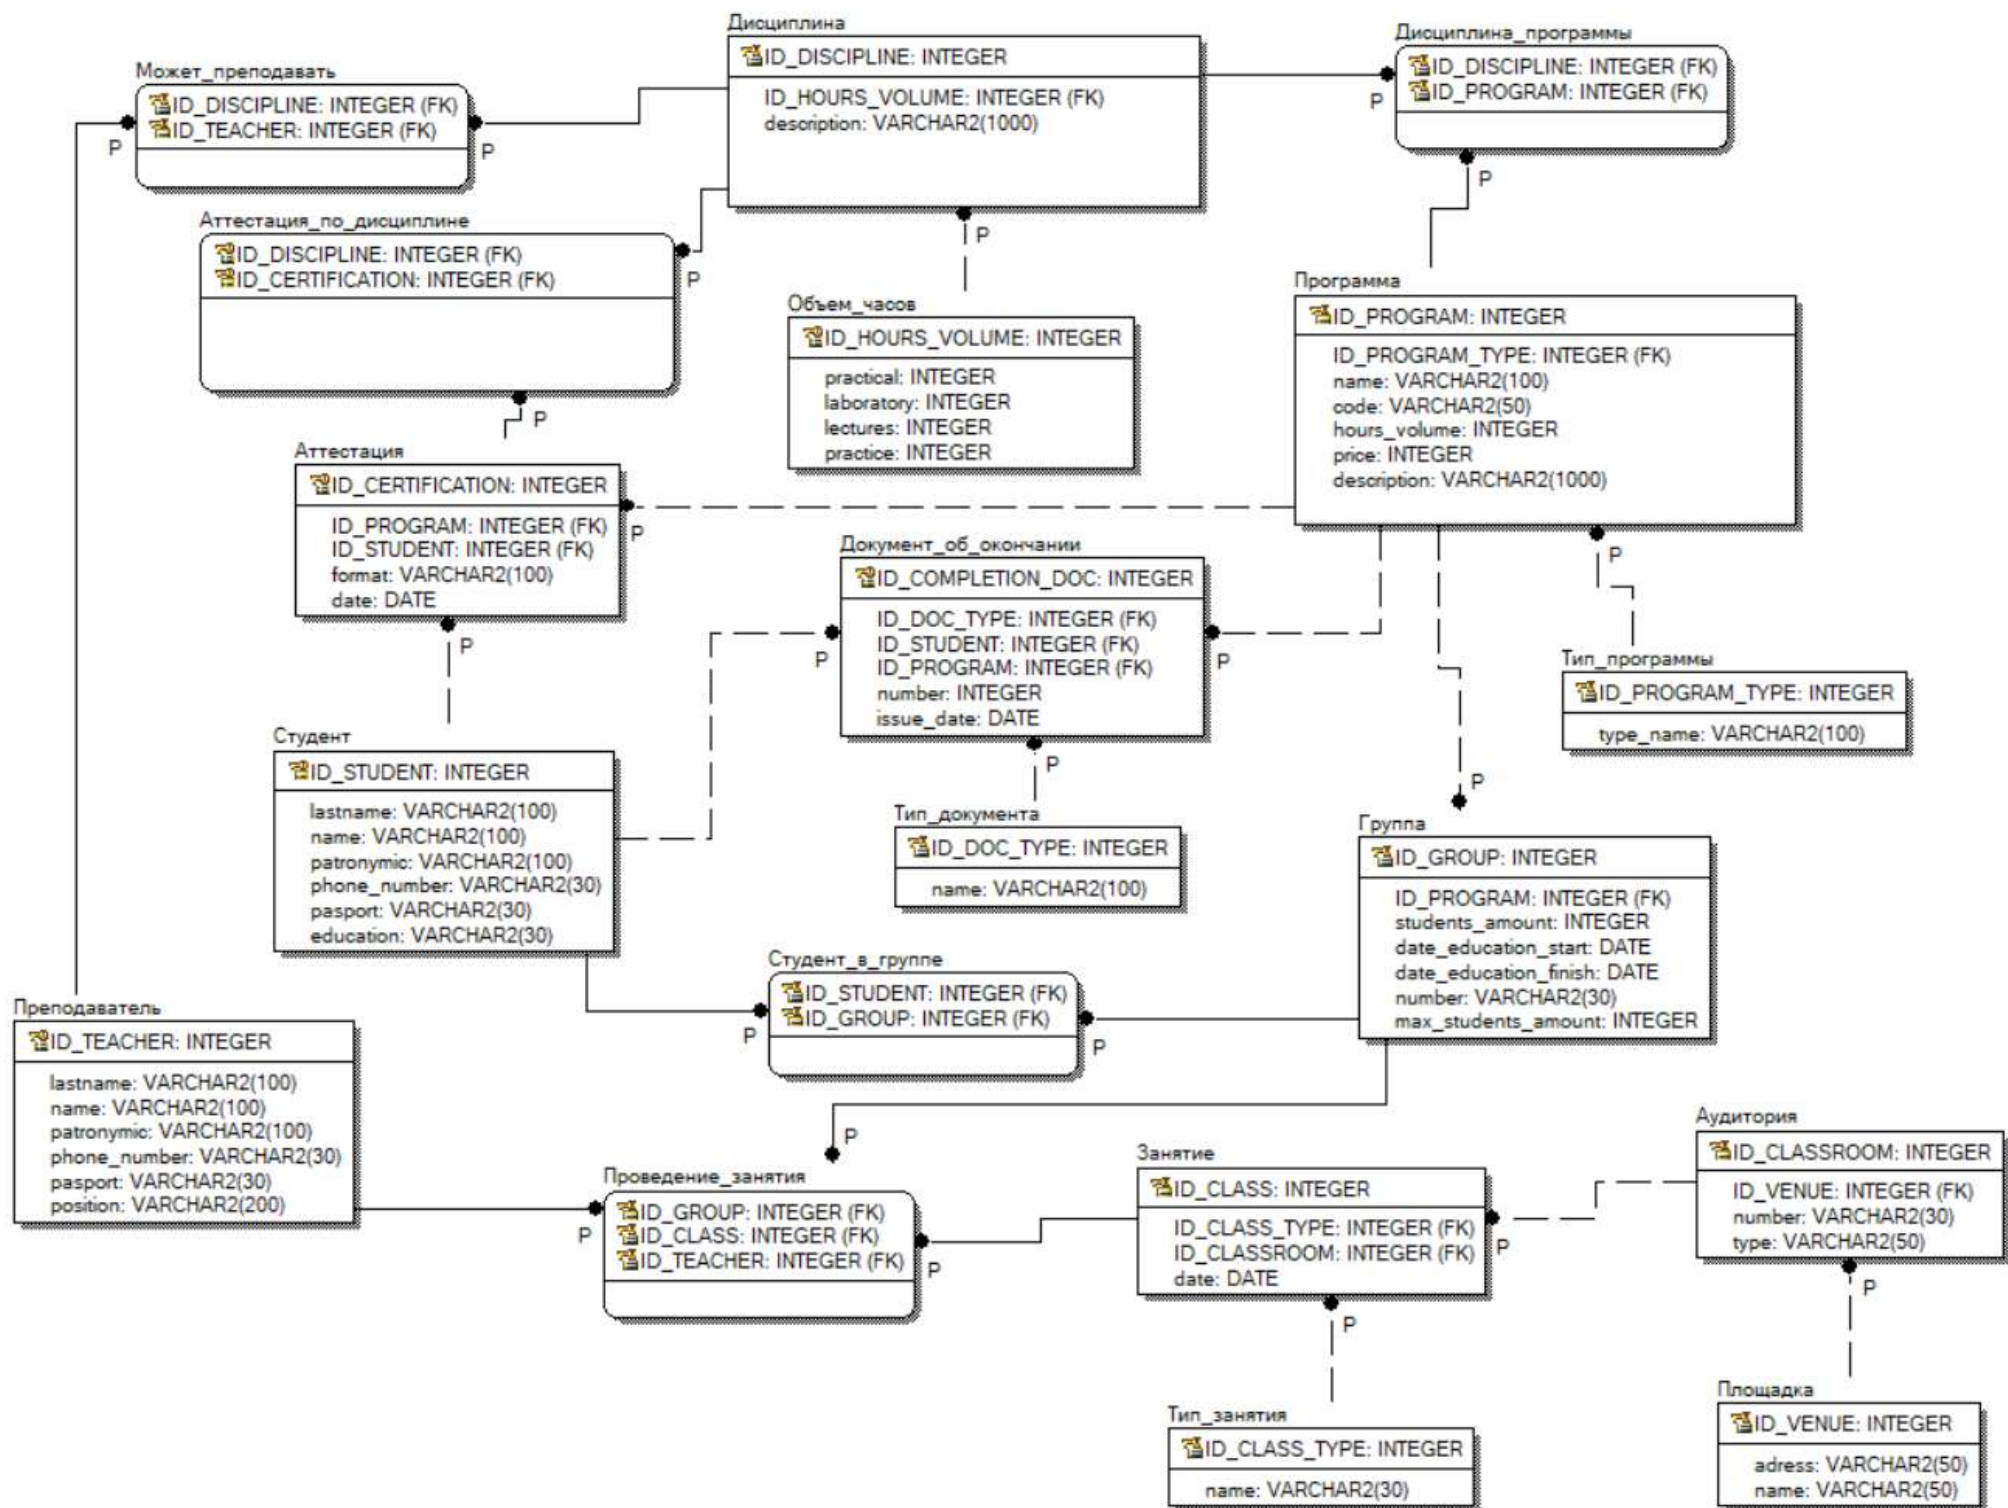 Дисциплина
ID_DISCIPLINE: INTEGER
ID_HOURS_VOLUME: INTEGER (FK)
description: VARCHAR2(1000)
Дисциплина_программы
ID_DISCIPLINE: INTEGER (FK)
ID_PROGRAM: INTEGER (FK)
P
P
Может_преподавать
ID_DISCIPLINE: INTEGER (FK)
ID_TEACHER: INTEGER (FK)
P
P
Аттестация_по_дисциплине
ID_DISCIPLINE: INTEGER (FK)
ID_CERTIFICATION: INTEGER (FK)
P
P
P
Объем_часов
ID_HOURS_VOLUME: INTEGER
practical: INTEGER
laboratory: INTEGER
lectures: INTEGER
practice: INTEGER
Программа
ID_PROGRAM: INTEGER
ID_PROGRAM_TYPE: INTEGER (FK)
name: VARCHAR2(100)
code: VARCHAR2(50)
hours_volume: INTEGER
price: INTEGER
description: VARCHAR2(1000)
P
Аттестация
ID_CERTIFICATION: INTEGER
ID_PROGRAM: INTEGER (FK)
ID_STUDENT: INTEGER (FK)
format: VARCHAR2(100)
date: DATE
P
P
Документ_об_окончании
ID_COMPLETION_DOC: INTEGER
ID_DOC_TYPE: INTEGER (FK)
ID_STUDENT: INTEGER (FK)
ID_PROGRAM: INTEGER (FK)
number: INTEGER
issue_date: DATE
P
P
P
Тип_программы
ID_PROGRAM_TYPE: INTEGER
type_name: VARCHAR2(100)
Студент
ID_STUDENT: INTEGER
lastname: VARCHAR2(100)
name: VARCHAR2(100)
patronymic: VARCHAR2(100)
phone_number: VARCHAR2(30)
pasport: VARCHAR2(30)
education: VARCHAR2(30)
Тип_документа
ID_DOC_TYPE: INTEGER
name: VARCHAR2(100)
P
Группа
ID_GROUP: INTEGER
ID_PROGRAM: INTEGER (FK)
students_amount: INTEGER
date_education_start: DATE
date_education_finish: DATE
number: VARCHAR2(30)
max_students_amount: INTEGER
Студент_в_группе
ID_STUDENT: INTEGER (FK)
ID_GROUP: INTEGER (FK)
P
P
Преподаватель
ID_TEACHER: INTEGER
lastname: VARCHAR2(100)
name: VARCHAR2(100)
patronymic: VARCHAR2(100)
phone_number: VARCHAR2(30)
pasport: VARCHAR2(30)
position: VARCHAR2(200)
P
Проведение_занятия
ID_GROUP: INTEGER (FK)
ID_CLASS: INTEGER (FK)
ID_TEACHER: INTEGER (FK)
P
P
Занятие
ID_CLASS: INTEGER
ID_CLASS_TYPE: INTEGER (FK)
ID_CLASSROOM: INTEGER (FK)
date: DATE
P
P
Аудитория
ID_CLASSROOM: INTEGER
ID_VENUE: INTEGER (FK)
number: VARCHAR2(30)
type: VARCHAR2(50)
P
Тип_занятия
ID_CLASS_TYPE: INTEGER
name: VARCHAR2(30)
Площадка
ID_VENUE: INTEGER
adress: VARCHAR2(50)
name: VARCHAR2(50)